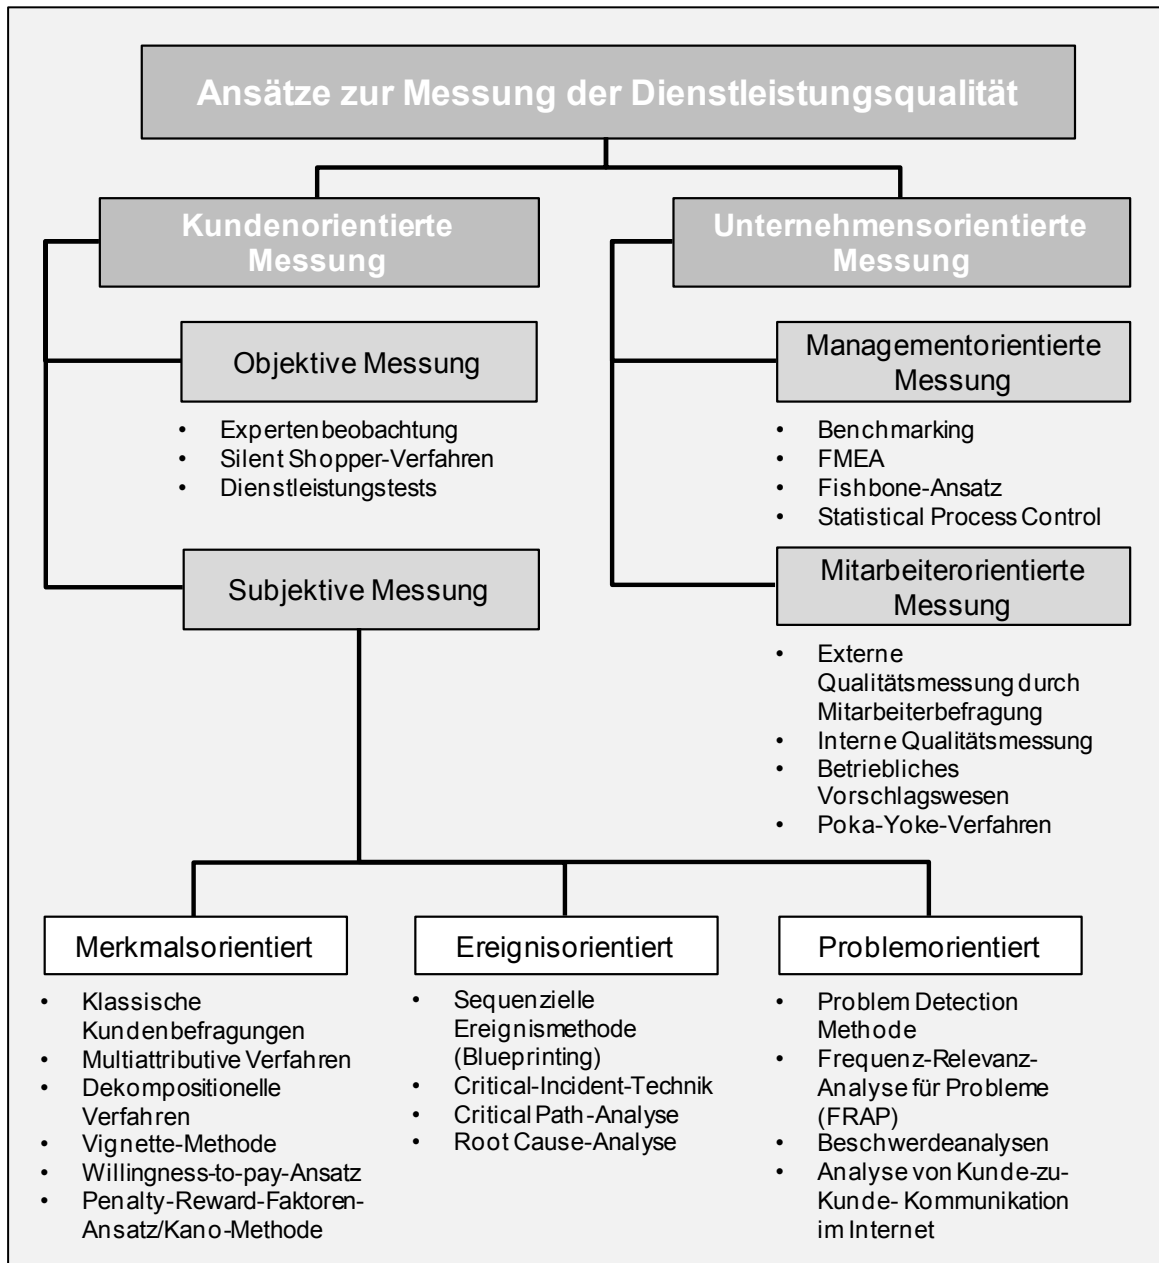 Ansätze zur Messung der Dienstleistungsqualität
Kundenorientierte
Messung
Objektive Messung
• Expertenbeobachtung
• Silent Shopper-Verfahren
• Dienstleistungstests
Subjektive Messung
Unternehmensorientierte
Messung
Managementorientierte
Messung
• Benchmarking
• FMEA
• Fishbone-Ansatz
• Statistical Process Control
Mitarbeiterorientierte
Messung
• Externe
Qualitätsmessung durch
Mitarbeiterbefragung
• Interne Qualitätsmessung
• Betriebliches
Vorschlagswesen
• Poka-Yoke-Verfahren
Merkmalsorientiert
• Klassische
Kundenbefragungen
• Multiattributive Verfahren
• Dekompositionelle
Verfahren
• Vignette-Methode
• Willingness-to-pay-Ansatz
• Penalty-Reward-Faktoren-
Ansatz/Kano-Methode
Ereignisorientiert
• Sequenzielle
Ereignismethode
(Blueprinting)
• Critical-Incident-Technik
• Critical Path-Analyse
• Root Cause-Analyse
Problemorientiert
• Problem Detection
Methode
• Frequenz-Relevanz-
Analyse für Probleme
(FRAP)
• Beschwerdeanalysen
• Analyse von Kunde-zu-
Kunde- Kommunikation
im Internet